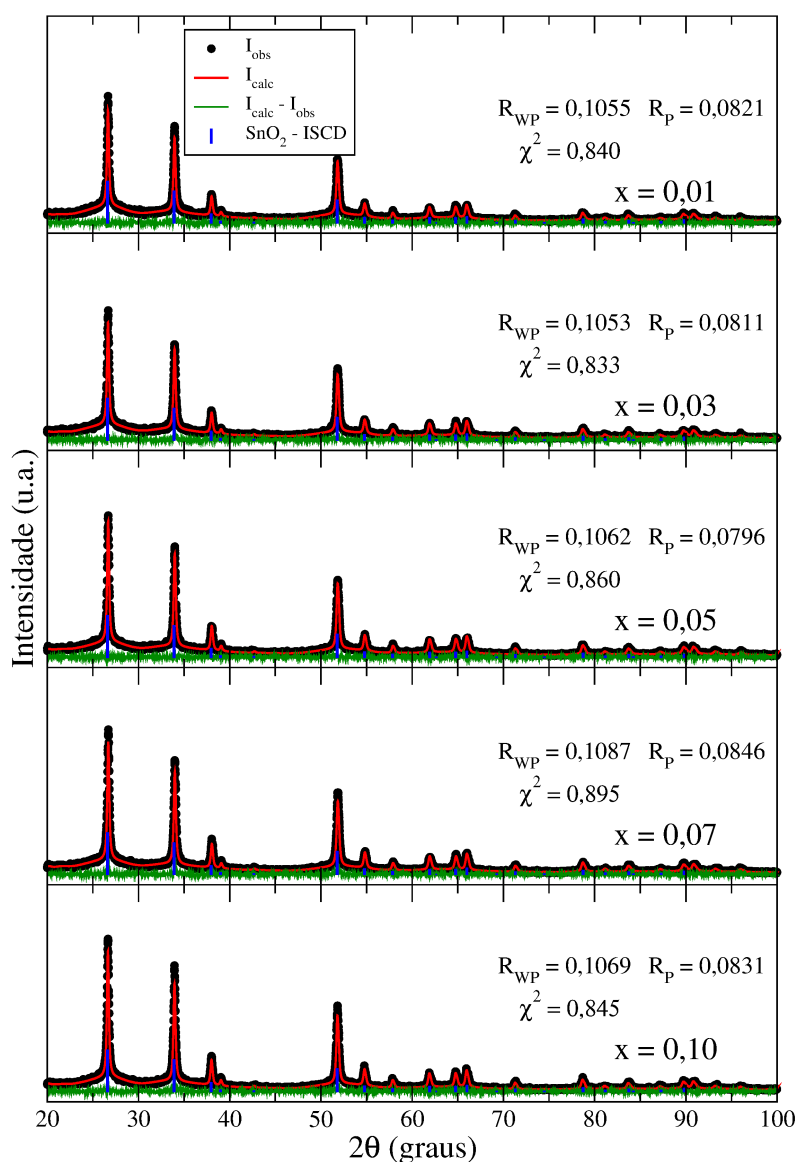 I_obs
I_calc
I_calc - I_obs
SnO_2 - ISCD
R_WP = 0,1055 R_P = 0,0821
χ^2 = 0,840
x = 0,01
R_WP = 0,1053 R_P = 0,0811
χ^2 = 0,833
x = 0,03
R_WP = 0,1062 R_P = 0,0796
χ^2 = 0,860
x = 0,05
R_WP = 0,1087 R_P = 0,0846
χ^2 = 0,895
x = 0,07
R_WP = 0,1069 R_P = 0,0831
χ^2 = 0,845
x = 0,10
Intensidade (u.a.)
20 30 40 50 60 70 80 90 100
2θ (graus)